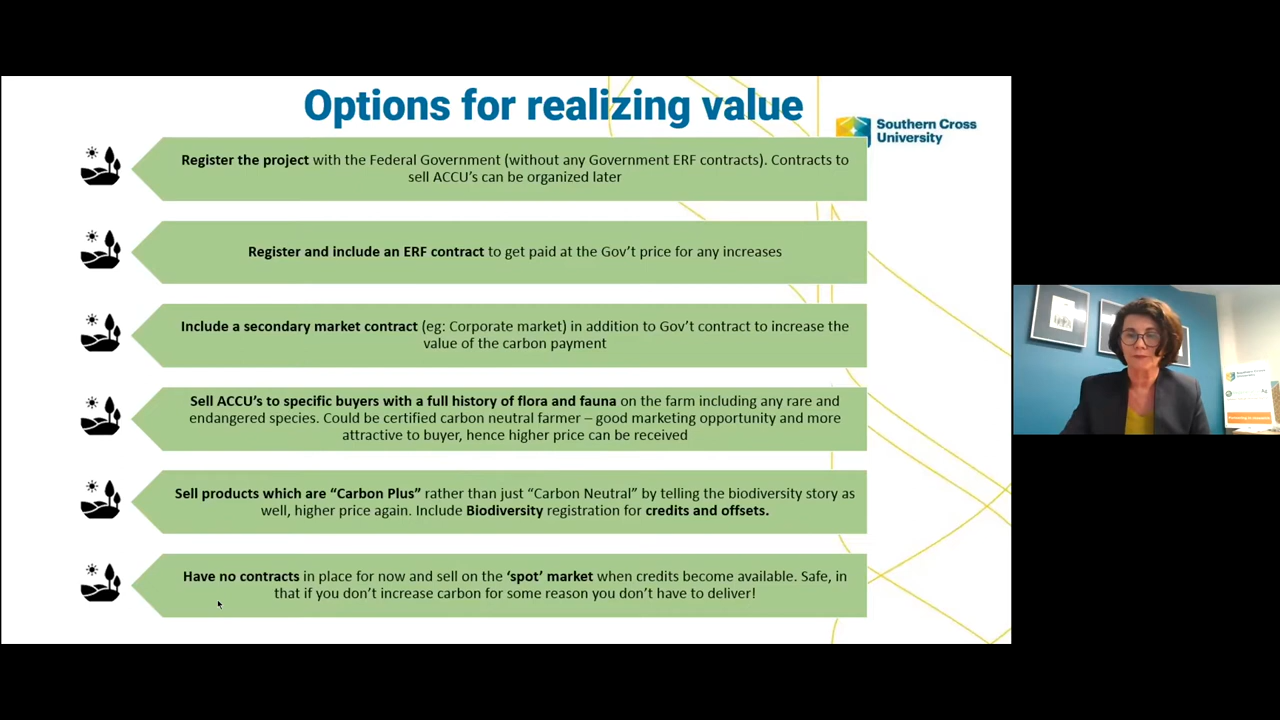 Options for realizing value
Southern Cross
University
Register the project with the Federal Government (without any Government ERF contracts). Contracts to
sell ACCU's can be organized later
Register and include an ERF contract to get paid at the Gov't price for any increases
Include a secondary market contract (eg: Corporate market) in addition to Gov't contract to increase the
value of the carbon payment
Sell ACCU's to specific buyers with a full history of flora and fauna on the farm including any rare and
endangered species. Could be certified carbon neutral farmer – good marketing opportunity and more
attractive to buyer, hence higher price can be received
Sell products which are “Carbon Plus” rather than just “Carbon Neutral” by telling the biodiversity story as
well, higher price again. Include Biodiversity registration for credits and offsets.
Have no contracts in place for now and sell on the ‘spot’ market when credits become available. Safe, in
that if you don't increase carbon for some reason you don't have to deliver!
Southern Cross
University